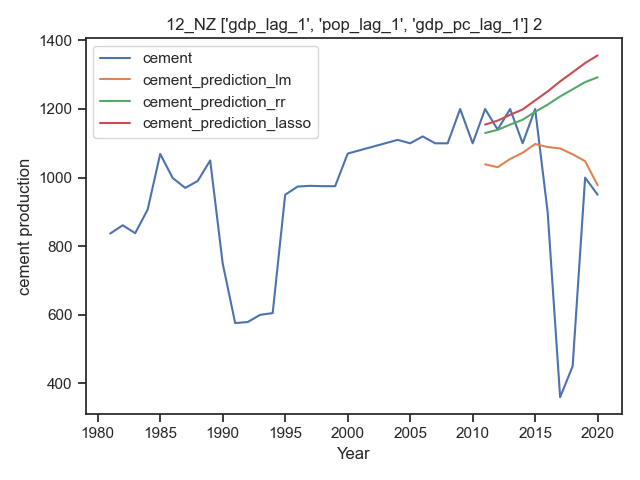 12_NZ ['gdp_lag_1', 'pop_lag_1', 'gdp_pc_lag_1'] 2
cement
cement_prediction_lm
cement_prediction_rr
cement_prediction_lasso
cement production
1400
1200
1000
800
600
400
1980 1985 1990 1995 2000 2005 2010 2015 2020
Year